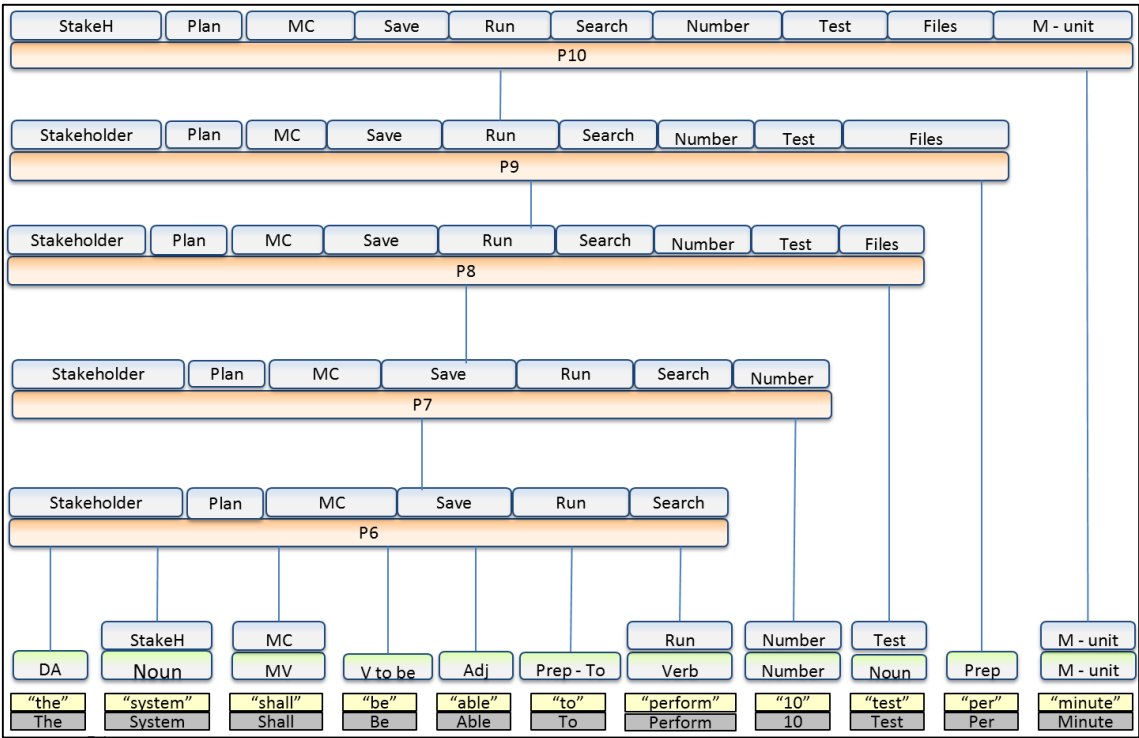 StakeH Plan MC Save Run Search Number Test Files M - unit
P10
Stakeholder Plan MC Save Run Search Number Test Files
P9
Stakeholder Plan MC Save Run Search Number Test Files
P8
Stakeholder Plan MC Save Run Search Number
P7
Stakeholder Plan MC Save Run Search
P6
StakeH MC Run Number Test M - unit
DA Noun MV V to be Adj Prep - To Verb Number Noun Prep M - unit
“the” “system” “shall” “be” “able” “to” “perform” “10” “test” “per” “minute”
The System Shall Be Able To Perform 10 Test Per Minute